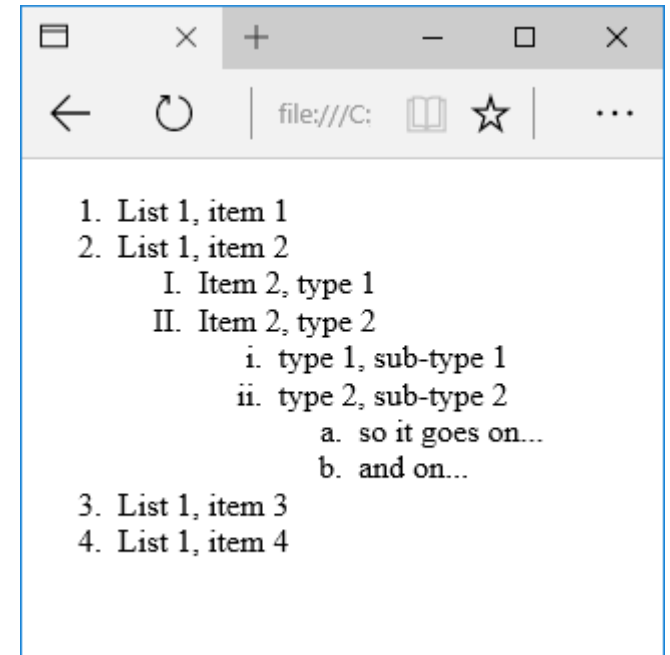 file:///C:
1. List 1, item 1
2. List 1, item 2
I. Item 2, type 1
II. Item 2, type 2
i. type 1, sub-type 1
ii. type 2, sub-type 2
a. so it goes on...
b. and on...
3. List 1, item 3
4. List 1, item 4